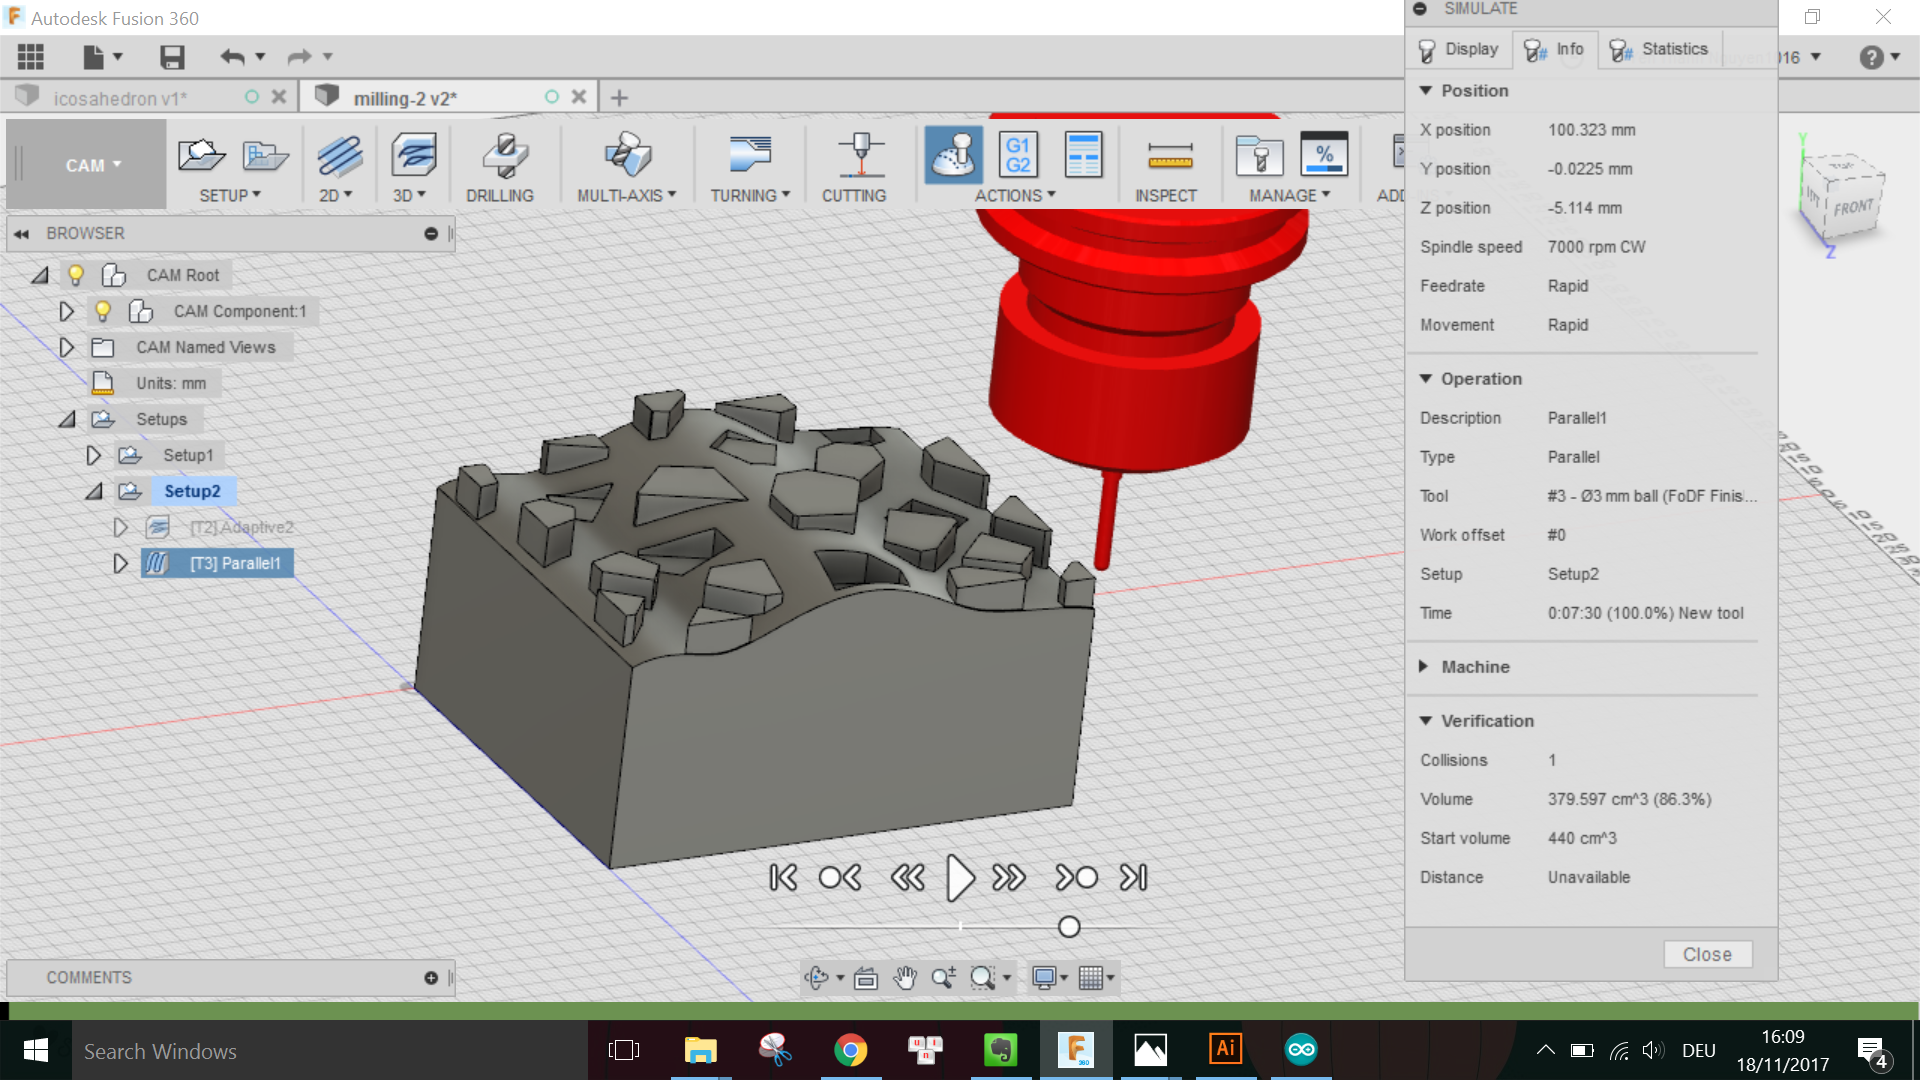 Autodesk Fusion 360
SIMULATE
Display
Info
Statistics
icosahedron v1*
milling-2 v2*
CAM
SETUP
2D
3D
DRILLING
MULTI-AXIS
TURNING
CUTTING
G1
G2
ACTIONS
INSPECT
%
MANAGE
BROWSER
CAM Root
CAM Component:1
CAM Named Views
Units: mm
Setups
Setup1
Setup2
[T2] Adaptive2
[T3] Parallel1
Position
X position 100.323 mm
Y position -0.0225 mm
Z position -5.114 mm
Spindle speed 7000 rpm CW
Feedrate Rapid
Movement Rapid
Operation
Description Parallel1
Type Parallel
Tool #3 - Ø3 mm ball (FoDF Finis...
Work offset #0
Setup Setup2
Time 0:07:30 (100.0%) New tool
Machine
Verification
Collisions 1
Volume 379.597 cm^3 (86.3%)
Start volume 440 cm^3
Distance Unavailable
Close
Y
FRONT
Z
COMMENTS
Search Windows
Ai
DEU
16:09
18/11/2017
4